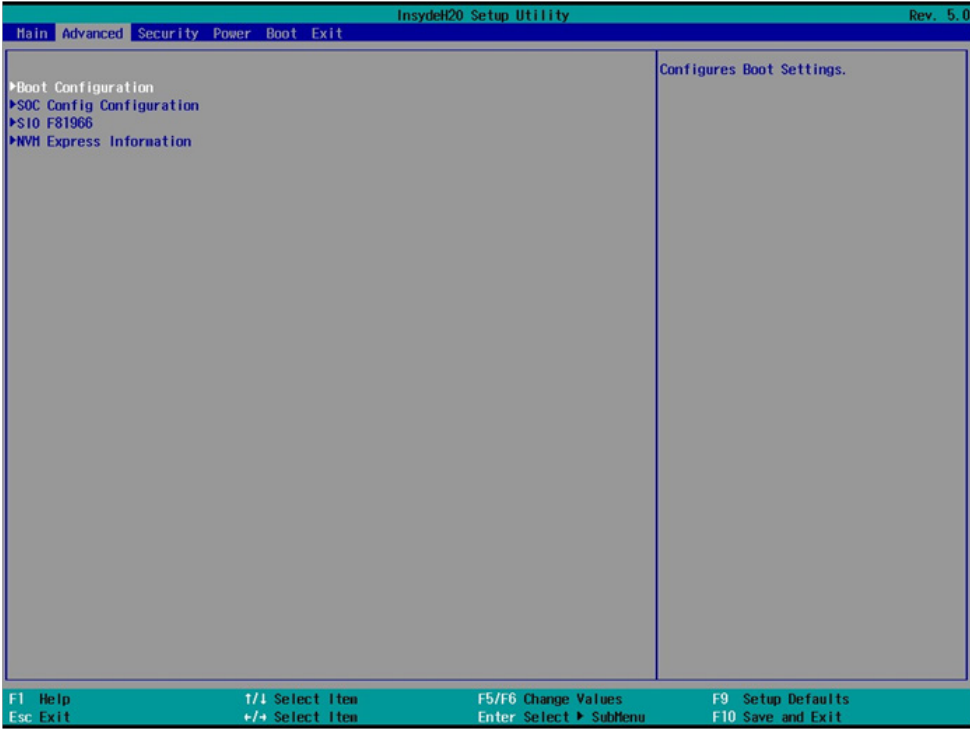 InsydeH20 Setup Utility Rev. 5.0
Main Advanced Security Power Boot Exit
Configures Boot Settings.
▶Boot Configuration
▶SOC Config Configuration
▶SIO F81966
▶NVM Express Information
F1 Help ↑/↓ Select Item F5/F6 Change Values F9 Setup Defaults
Esc Exit ←/→ Select Item Enter Select ▶ SubMenu F10 Save and Exit